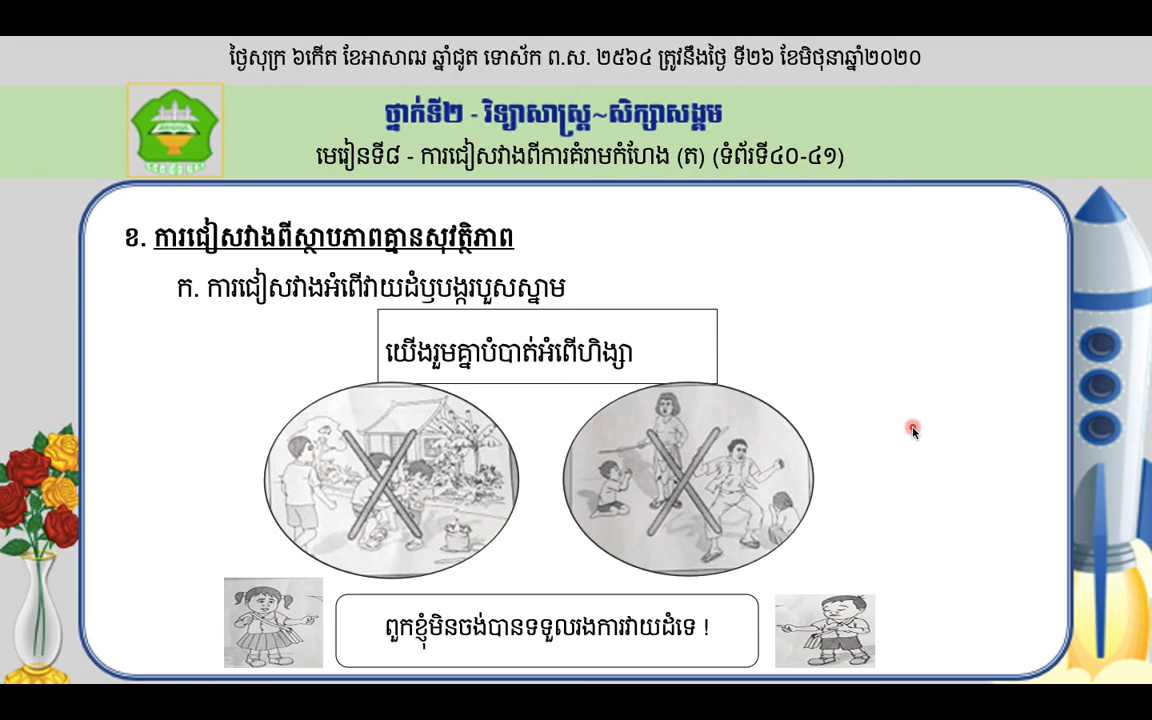 ថ្ងៃសុក្រ ៦កើត ខែអាសាឍ ឆ្នាំជូត ទោស័ក ព.ស. ២៥៦៤ ត្រូវនឹងថ្ងៃ ទី២៦ ខែមិថុនាឆ្នាំ២០២០
ថ្នាក់ទី២ - វិទ្យាសាស្ត្រ~សិក្សាសង្គម
មេរៀនទី៨ - ការជៀសវាងពីការគំរាមកំហែង (ត) (ទំព័រទី៤០-៤១)
ខ. ការជៀសវាងពីស្ថាបភាពគ្មានសុវត្ថិភាព
ក. ការជៀសវាងអំពើវាយដំឫបង្ករបួសស្នាម
យើងរួមគ្នាបំបាត់អំពើហិង្សា
ពួកខ្ញុំមិនចង់បានទទួលរងការវាយដំទេ !